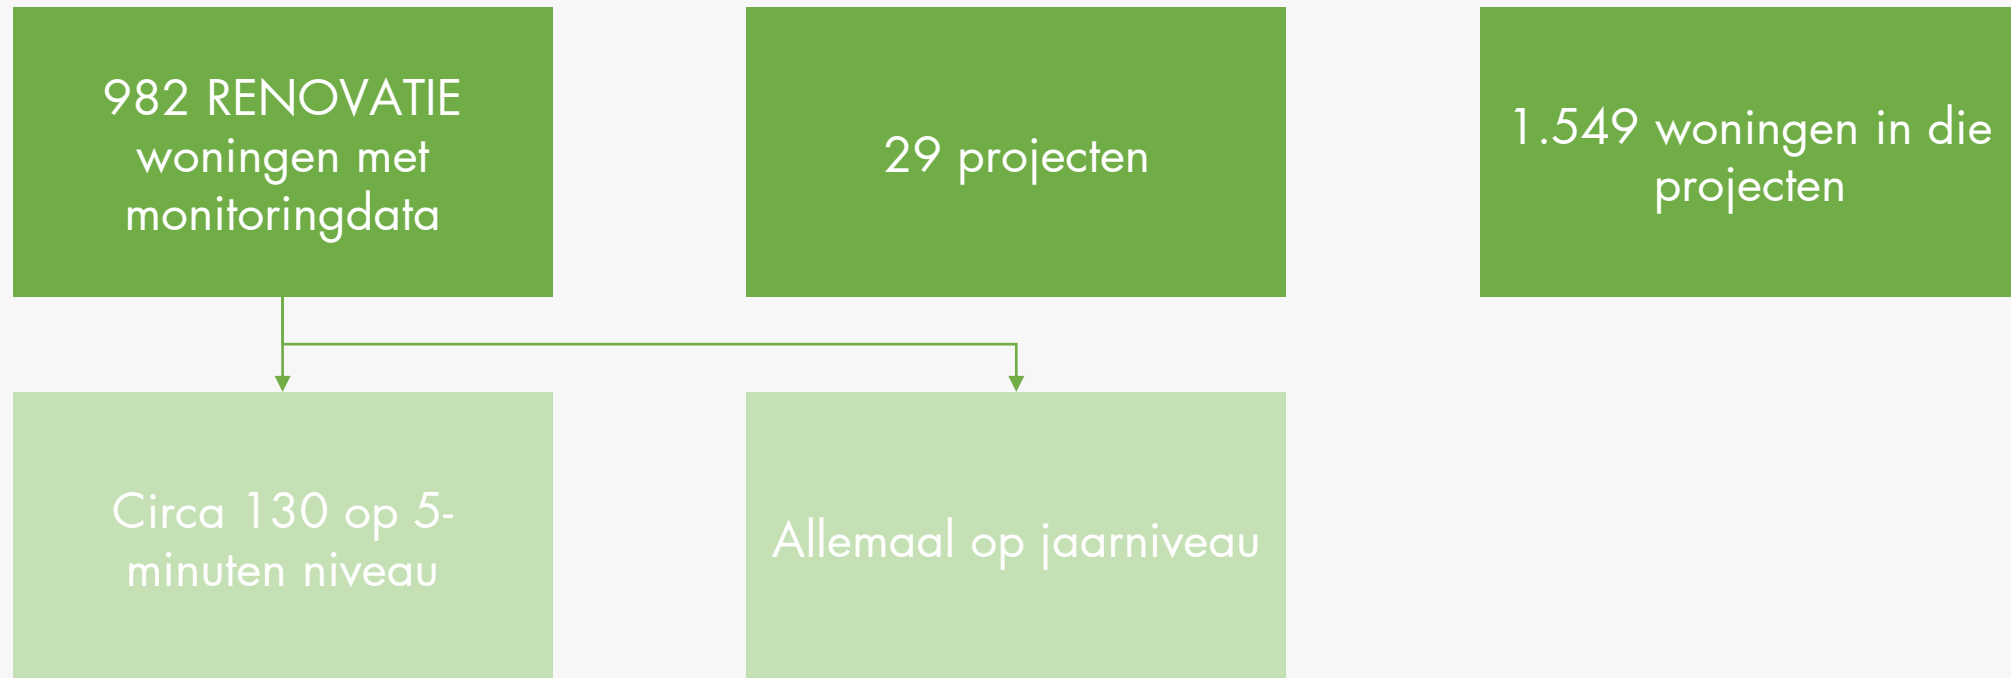 982 RENOVATIE
woningen met
monitoringdata
29 projecten
1.549 woningen in die
projecten
Circa 130 op 5-
minuten niveau
Allemaal op jaarniveau